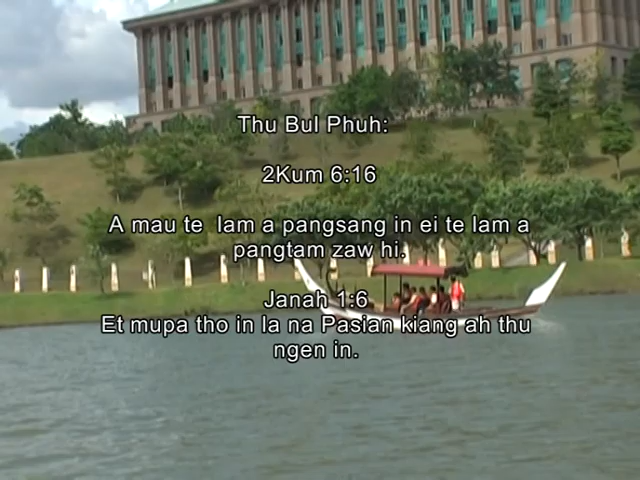 Thu Bul Phuh:
2Kum 6:16
A mau te lam a pangsang in ei te lam a
pangtam zaw hi.
Janah 1:6
Et mupa tho in la na Pasian kiang ah thu
ngen in.